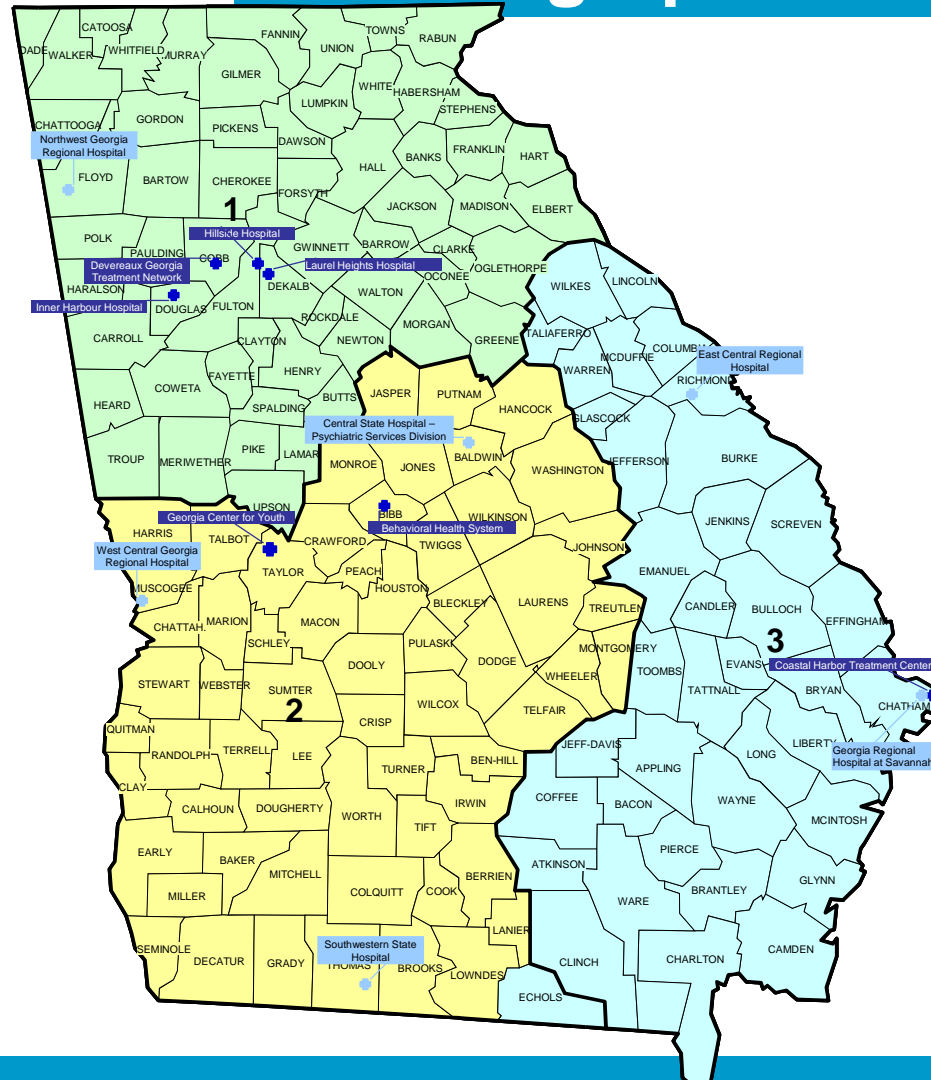 CATOOSA
TOWNS
FANNIN
RABUN
UNION
DADE
WALKER
WHITFIELD
MURRAY
GILMER
WHITE
HABERSHAM
LUMPKIN
STEPHENS
CHATTOOGA
GORDON
PICKENS
DAWSON
Northwest Georgia
Regional Hospital
HALL
BANKS
FRANKLIN
HART
FLOYD
BARTOW
CHEROKEE
FORSYTH
JACKSON
MADISON
ELBERT
1
Hillside Hospital
POLK
PAULDING
COBB
GWINNETT
BARROW
CLARKE
Devereaux Georgia
Treatment Network
Laurel Heights Hospital
OCONEE
OGLETHORPE
HARALSON
DEKALB
WALTON
WILKES
LINCOLN
Inner Harbour Hospital
DOUGLAS
FULTON
ROCKDALE
MORGAN
CARROLL
CLAYTON
NEWTON
GREENE
TALIAFERRO
MCDUFFIE
COLUMBI
East Central Regional
Hospital
FAYETTE
HENRY
WARREN
RICHMOND
COWETA
BUTTS
JASPER
PUTNAM
HEARD
SPALDING
HANCOCK
GLASCOCK
Central State Hospital –
Psychiatric Services Division
TROUP
MERIWETHER
PIKE
LAMAR
MONROE
JONES
BALDWIN
WASHINGTON
JEFFERSON
BURKE
UPSON
Georgia Center for Youth
BIBB
WILKINSON
Behavioral Health System
JENKINS
SCREVEN
HARRIS
TALBOT
CRAWFORD
TWIGGS
JOHNSON
West Central Georgia
Regional Hospital
TAYLOR
PEACH
HOUSTON
EMANUEL
MUSCOGEE
BLECKLEY
LAURENS
TREUTLEN
CANDLER
BULLOCH
EFFINGHAM
CHATTAH.
MARION
MACON
SCHLEY
PULASKI
MONTGOMERY
3
DOOLY
DODGE
WHEELER
TOOMBS
EVANS
Coastal Harbor Treatment Center
STEWART
WEBSTER
SUMTER
TATTNALL
BRYAN
2
WILCOX
TELFAIR
CHATHAM
QUITMAN
CRISP
RANDOLPH
TERRELL
LEE
JEFF-DAVIS
LONG
LIBERTY
Georgia Regional
Hospital at Savannah
TURNER
BEN-HILL
APPLING
CLAY
CALHOUN
DOUGHERTY
WORTH
IRWIN
COFFEE
BACON
WAYNE
MCINTOSH
TIFT
EARLY
BAKER
PIERCE
ATKINSON
MITCHELL
BERRIEN
GLYNN
MILLER
COLQUITT
COOK
WARE
BRANTLEY
LANIER
SEMINOLE
DECATUR
GRADY
Southwestern State
Hospital
THOMAS
BROOKS
LOWNDES
CLINCH
CHARLTON
CAMDEN
ECHOLS